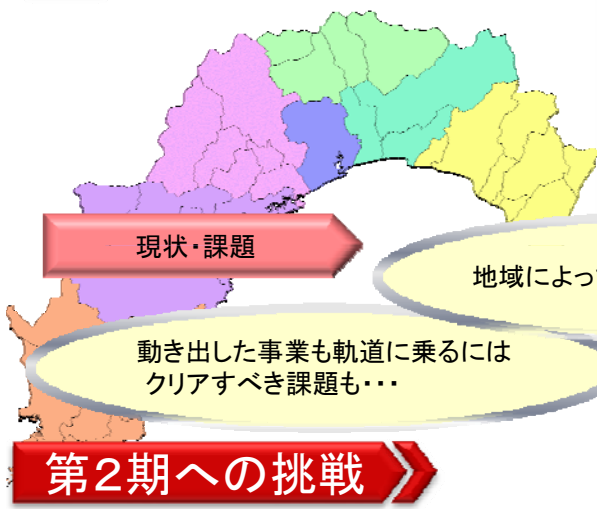 現状・課題
地域によっ
動き出した事業も軌道に乗るには
クリアすべき課題も・・・
第２期への挑戦